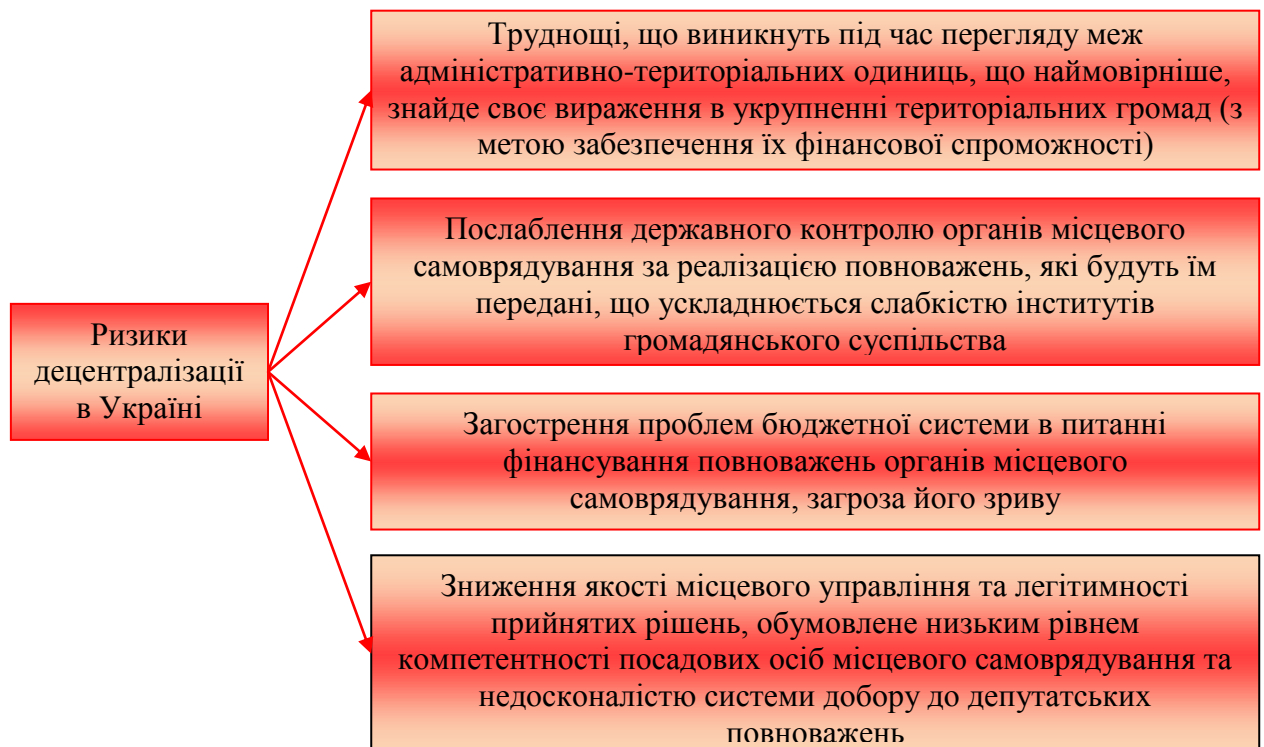 Труднощі, що виникнуть під час перегляду меж
адміністративно-територіальних одиниць, що наймовірніше,
знайде своє вираження в укрупненні територіальних громад (з
метою забезпечення їх фінансової спроможності)
Послаблення державного контролю органів місцевого
самоврядування за реалізацією повноважень, які будуть їм
передані, що ускладнюється слабкістю інститутів
громадянського суспільства
Ризики
децентралізації
в Україні
Загострення проблем бюджетної системи в питанні
фінансування повноважень органів місцевого
самоврядування, загроза його зриву
Зниження якості місцевого управління та легітимності
прийнятих рішень, обумовлене низьким рівнем
компетентності посадових осіб місцевого самоврядування та
недосконалістю системи добору до депутатських
повноважень